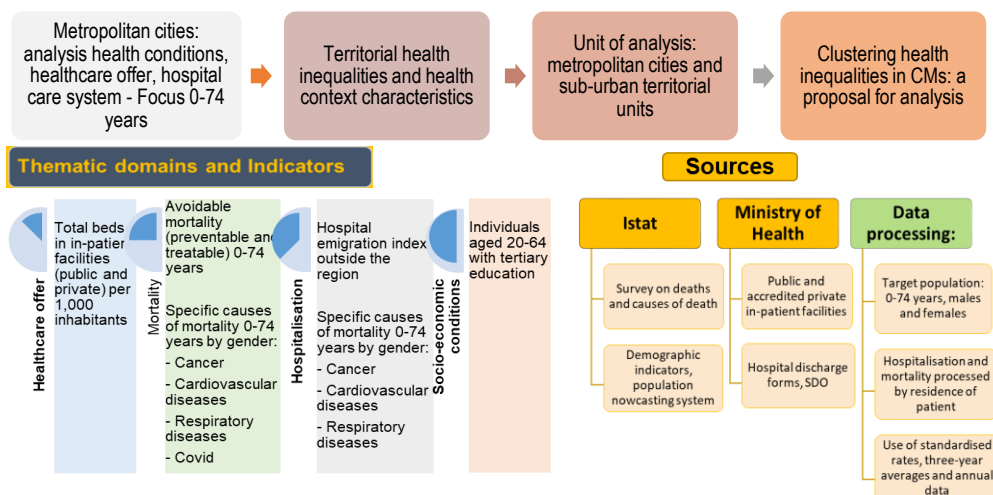 Metropolitan cities:
analysis health conditions,
healthcare offer, hospital
care system - Focus 0-74
years
Territorial health
inequalities and health
context characteristics
Unit of analysis:
metropolitan cities and
sub-urban territorial
units
Clustering health
inequalities in CMs: a
proposal for analysis
Thematic domains and Indicators
Sources
Healthcare offer
Total beds
in in-patien
facilities
(public and
private) per
1,000
inhabitants
Mortality
Avoidable
mortality
(preventable and
treatable) 0-74
years
Specific causes
of mortality 0-74
years by gender:
- Cancer
- Cardiovascular
diseases
- Respiratory
diseases
- Covid
Hospitalisation
Hospital
emigration index
outside the
region
Specific causes
of mortality 0-74
years by gender:
- Cancer
- Cardiovascular
diseases
- Respiratory
diseases
Socio-economic
conditions
Individuals
aged 20-64
with tertiary
education
Istat
Survey on deaths
and causes of death
Demographic
indicators,
population
nowcasting system
Ministry of
Health
Public and
accredited private
in-patient facilities
Hospital discharge
forms, SDO
Data
processing:
Target population:
0-74 years, males
and females
Hospitalisation and
mortality processed
by residence of
patient
Use of standardised
rates, three-year
averages and annual
data